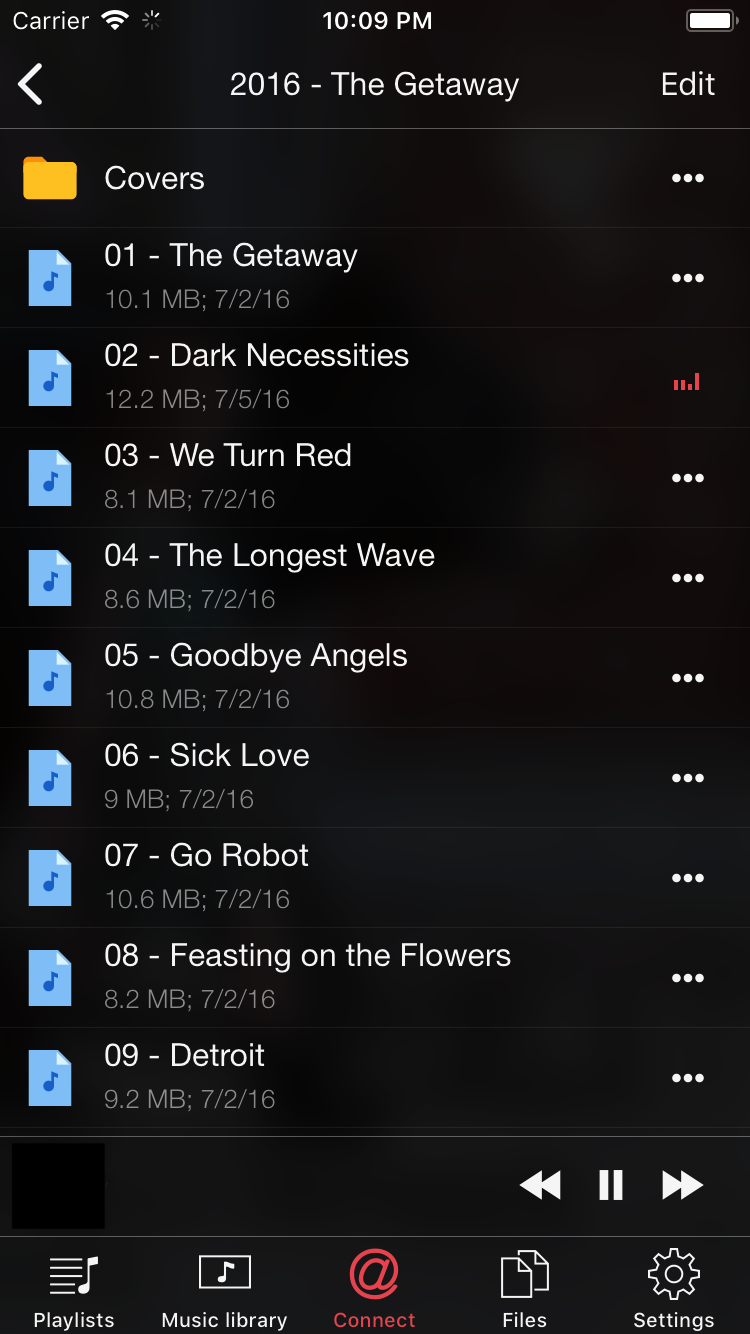 Carrier 10:09 PM
2016 - The Getaway Edit
Covers
01 - The Getaway
10.1 MB; 7/2/16
02 - Dark Necessities
12.2 MB; 7/5/16
03 - We Turn Red
8.1 MB; 7/2/16
04 - The Longest Wave
8.6 MB; 7/2/16
05 - Goodbye Angels
10.8 MB; 7/2/16
06 - Sick Love
9 MB; 7/2/16
07 - Go Robot
10.6 MB; 7/2/16
08 - Feasting on the Flowers
8.2 MB; 7/2/16
09 - Detroit
9.2 MB; 7/2/16
Playlists Music library Connect Files Settings